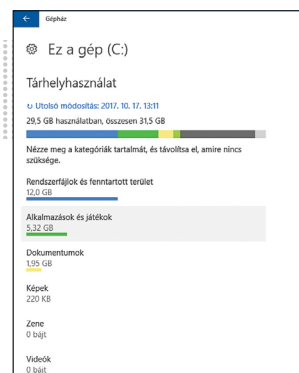 Gépház
Ez a gép (C:)
Tárhelyhasználat
Utolsó módosítás: 2017. 10. 17. 13:11
29,5 GB használatban, összesen 31,5 GB
Nézze meg a kategóriák tartalmát, és távolítsa el, amire nincs
szüksége.
Rendszerfájlok és fenntartott terület
12,0 GB
Alkalmazások és játékok
5,32 GB
Dokumentumok
1,95 GB
Képek
220 KB
Zene
0 bájt
Videók
0 bájt